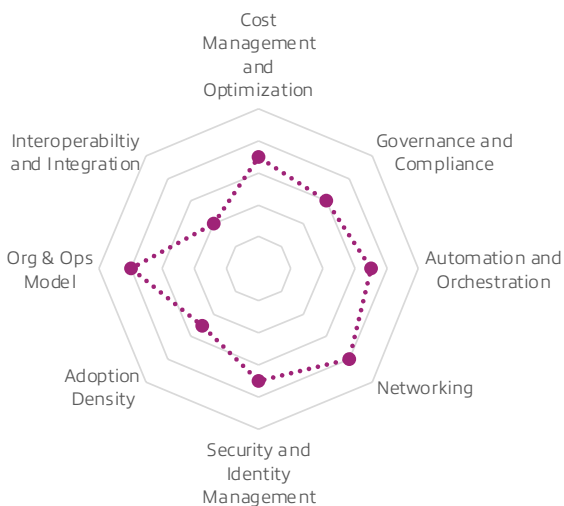 Cost
Management
and
Optimization
Governance and
Compliance
Automation and
Orchestration
Networking
Security and
Identity
Management
Adoption
Density
Org & Ops
Model
Interoperabiltiy
and Integration